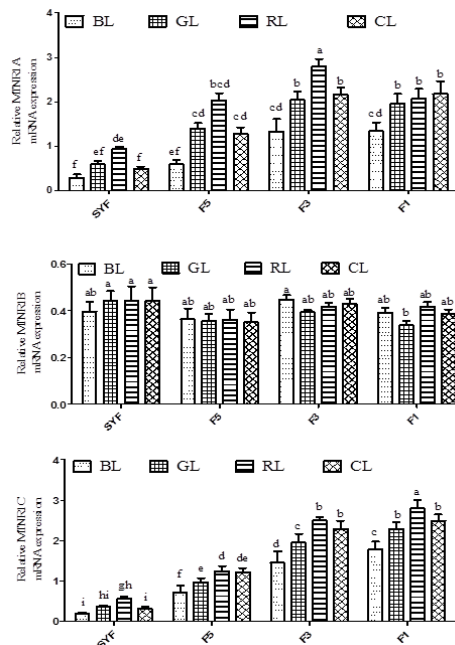 BL GL RL CL
Relative MTNR1A
mRNA expression
4
3
2
1
0
f ef de f
ef cd bcd cd
cd b a b
cd b b b
SYF F5 F3 F1
BL GL RL CL
Relative MTNR1B
mRNA expression
0.6
0.4
0.2
0.0
ab a a a
ab ab ab ab
a ab ab ab
ab b ab ab
SYF F5 F3 F1
BL GL RL CL
Relative MTNR1C
mRNA expression
4
3
2
1
0
i hi gh i
f e d de
d c b b
c b a b
SYF F5 F3 F1